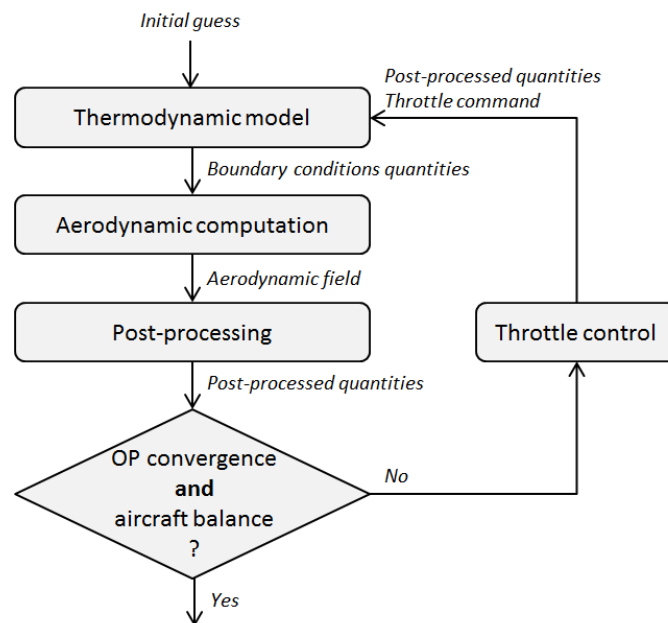 Initial guess
Post-processed quantities
Throttle command
Thermodynamic model
Boundary conditions quantities
Aerodynamic computation
Aerodynamic field
Post-processing
Throttle control
Post-processed quantities
OP convergence
and
aircraft balance
?
No
Yes